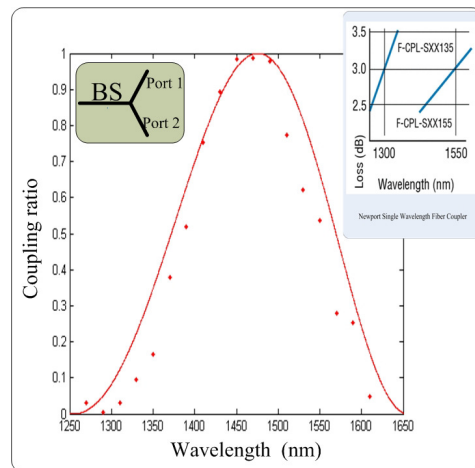 BS
Port 1
Port 2
Coupling ratio
1
0.9
0.8
0.7
0.6
0.5
0.4
0.3
0.2
0.1
0
1250 1300 1350 1400 1450 1500 1550 1600 1650
Wavelength (nm)
3.5
3.0
2.5
Loss (dB)
F-CPL-SXX135
F-CPL-SXX155
1300 1550
Wavelength (nm)
Newport Single Wavelength Fiber Coupler